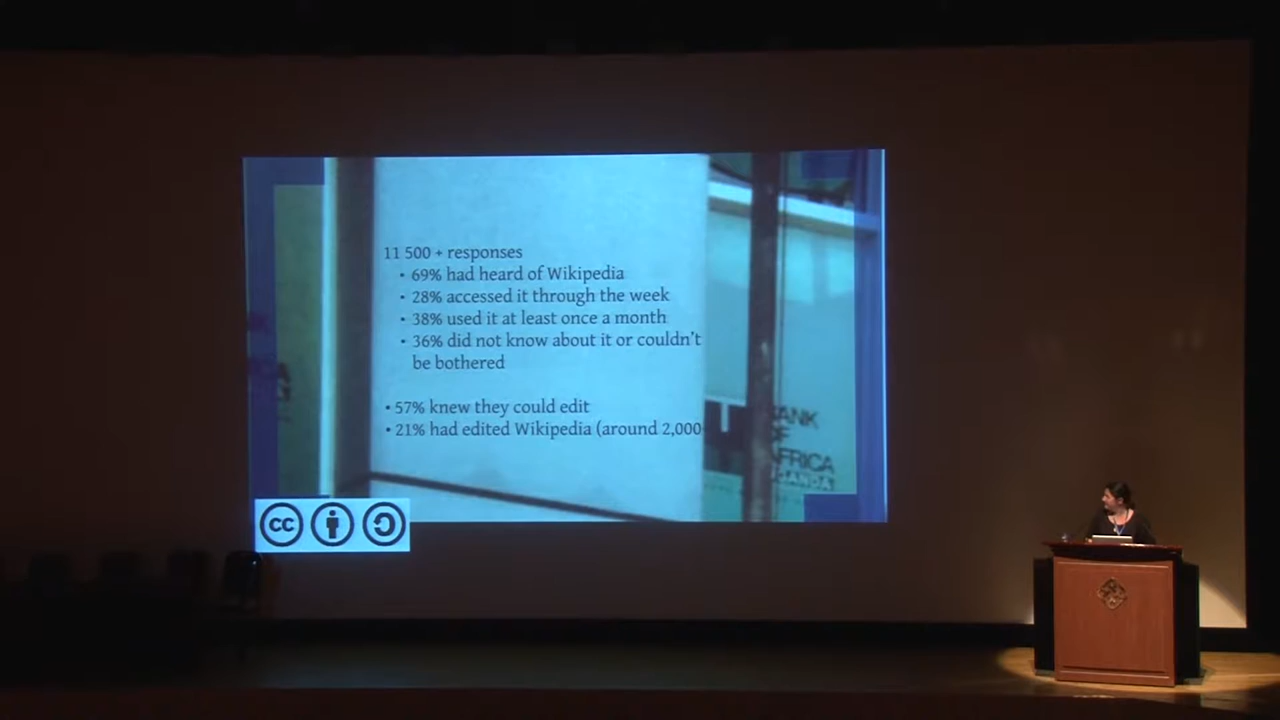 11 500 + responses
• 69% had heard of Wikipedia
• 28% accessed it through the week
• 38% used it at least once a month
• 36% did not know about it or couldn't
be bothered
• 57% knew they could edit
• 21% had edited Wikipedia (around 2,000
BANK
OF
AFRICA
UGANDA
cc